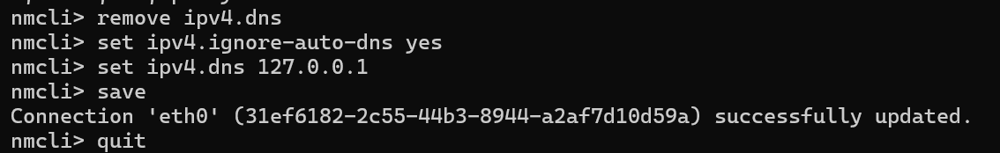 nmcli> remove ipv4.dns
nmcli> set ipv4.ignore-auto-dns yes
nmcli> set ipv4.dns 127.0.0.1
nmcli> save
Connection 'eth0' (31ef6182-2c55-44b3-8944-a2af7d10d59a) successfully updated.
nmcli> quit